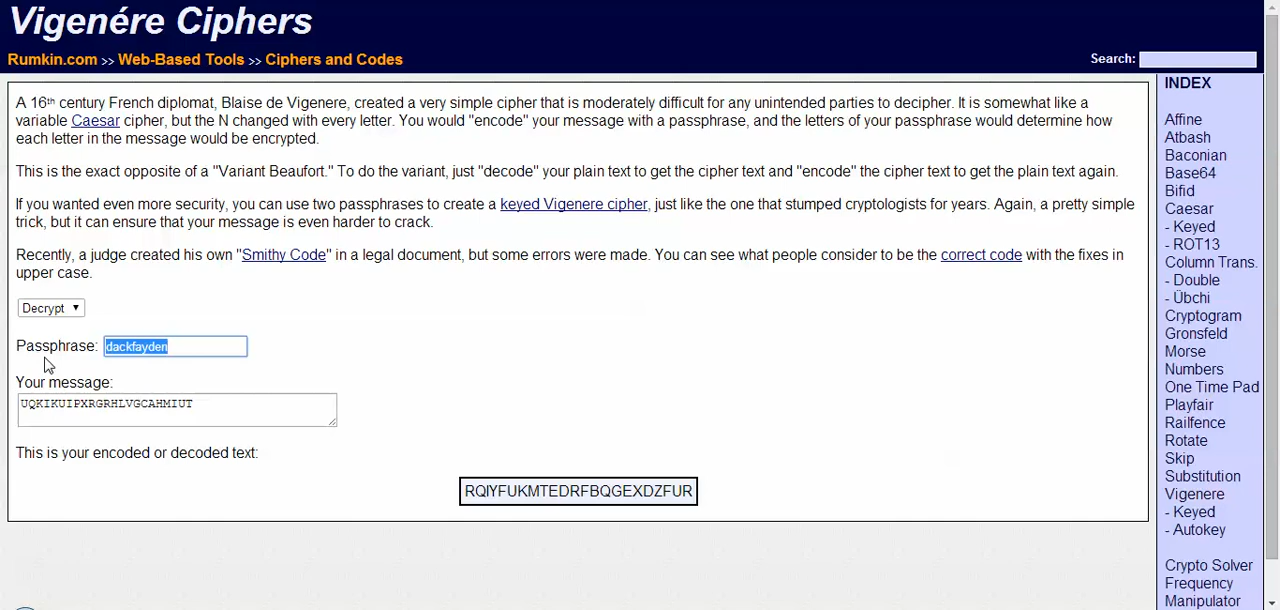 Vigenére Ciphers
Rumkin.com >> Web-Based Tools >> Ciphers and Codes
Search:
A 16th century French diplomat, Blaise de Vigenere, created a very simple cipher that is moderately difficult for any unintended parties to decipher. It is somewhat like a
variable Caesar cipher, but the N changed with every letter. You would "encode" your message with a passphrase, and the letters of your passphrase would determine how
each letter in the message would be encrypted.
This is the exact opposite of a "Variant Beaufort." To do the variant, just "decode" your plain text to get the cipher text and "encode" the cipher text to get the plain text again.
If you wanted even more security, you can use two passphrases to create a keyed Vigenere cipher, just like the one that stumped cryptologists for years. Again, a pretty simple
trick, but it can ensure that your message is even harder to crack.
Recently, a judge created his own "Smithy Code" in a legal document, but some errors were made. You can see what people consider to be the correct code with the fixes in
upper case.
Decrypt
Passphrase: dackfayden
Your message:
UQKIKUIPXRGRHLVGCAHMIUT
This is your encoded or decoded text:
RQIYFUKMTEDRFBQGEXDZFUR
INDEX
Affine
Atbash
Baconian
Base64
Bifid
Caesar
- Keyed
- ROT13
Column Trans.
- Double
- Übchi
Cryptogram
Gronsfeld
Morse
Numbers
One Time Pad
Playfair
Railfence
Rotate
Skip
Substitution
Vigenere
- Keyed
- Autokey
Crypto Solver
Frequency
Manipulator